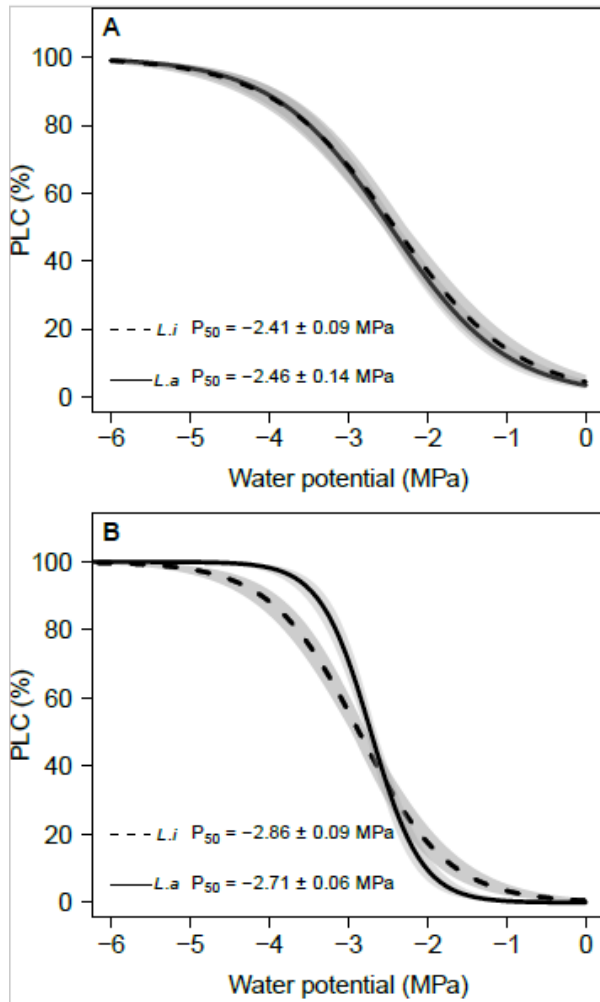 A
PLC (%)
100
80
60
40
20
0
L.i P₅₀ = −2.41 ± 0.09 MPa
L.a P₅₀ = −2.46 ± 0.14 MPa
−6 −5 −4 −3 −2 −1 0
Water potential (MPa)
B
PLC (%)
100
80
60
40
20
0
L.i P₅₀ = −2.86 ± 0.09 MPa
L.a P₅₀ = −2.71 ± 0.06 MPa
−6 −5 −4 −3 −2 −1 0
Water potential (MPa)